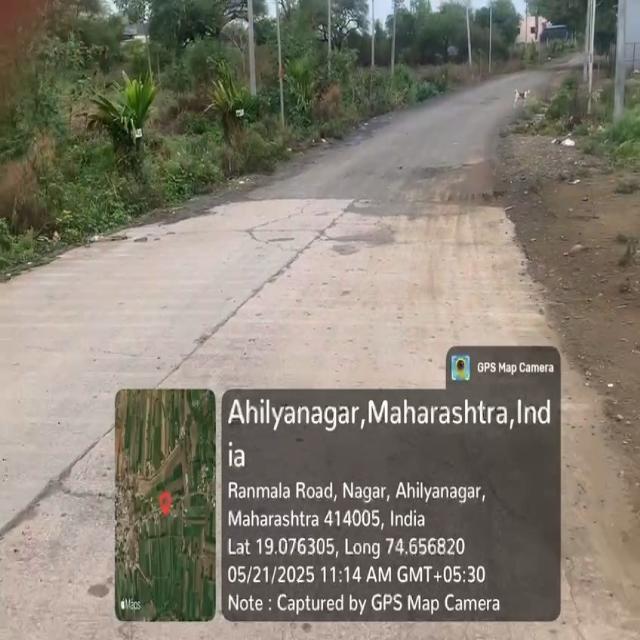 GPS Map Camera
Ahilyanagar,Maharashtra,Ind
ia
Ranmala Road, Nagar, Ahilyanagar,
Maharashtra 414005, India
Lat 19.076305, Long 74.656820
05/21/2025 11:14 AM GMT+05:30
Note : Captured by GPS Map Camera
Maps